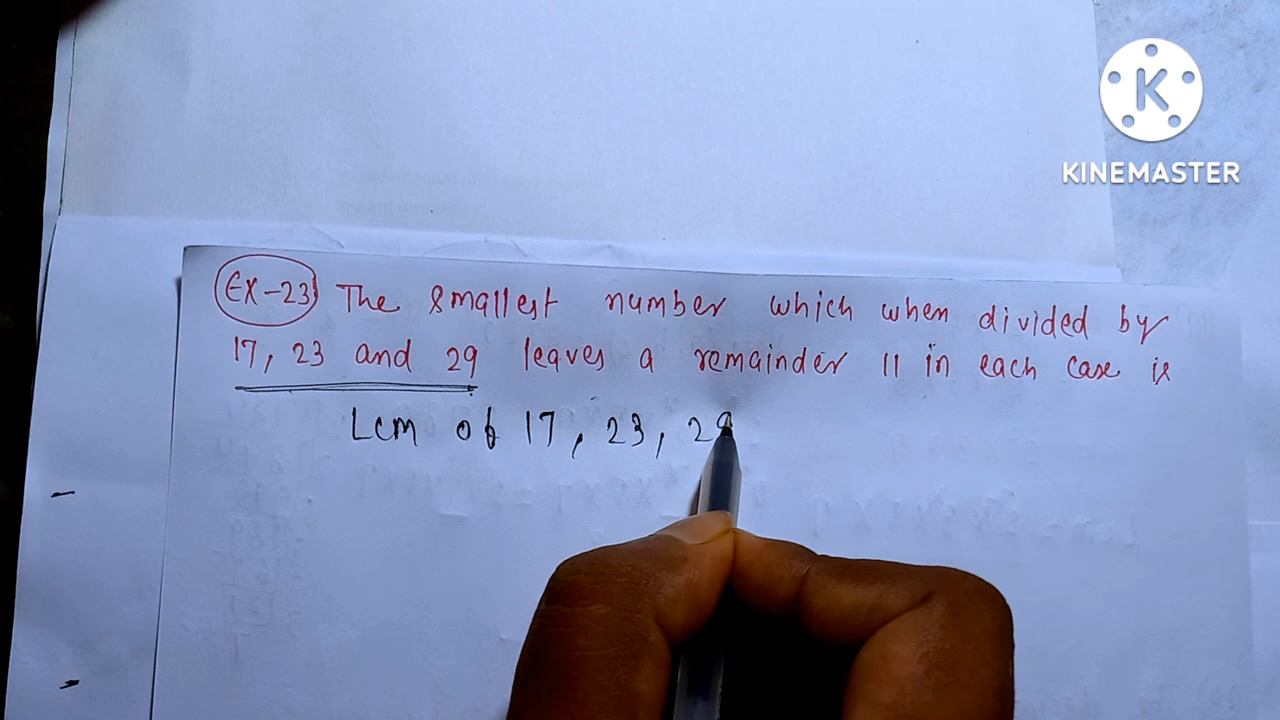 K
KINEMASTER
EX-23 The smallest number which when divided by
17, 23 and 29 leaves a remainder 11 in each case is
Lcm of 17, 23, 29